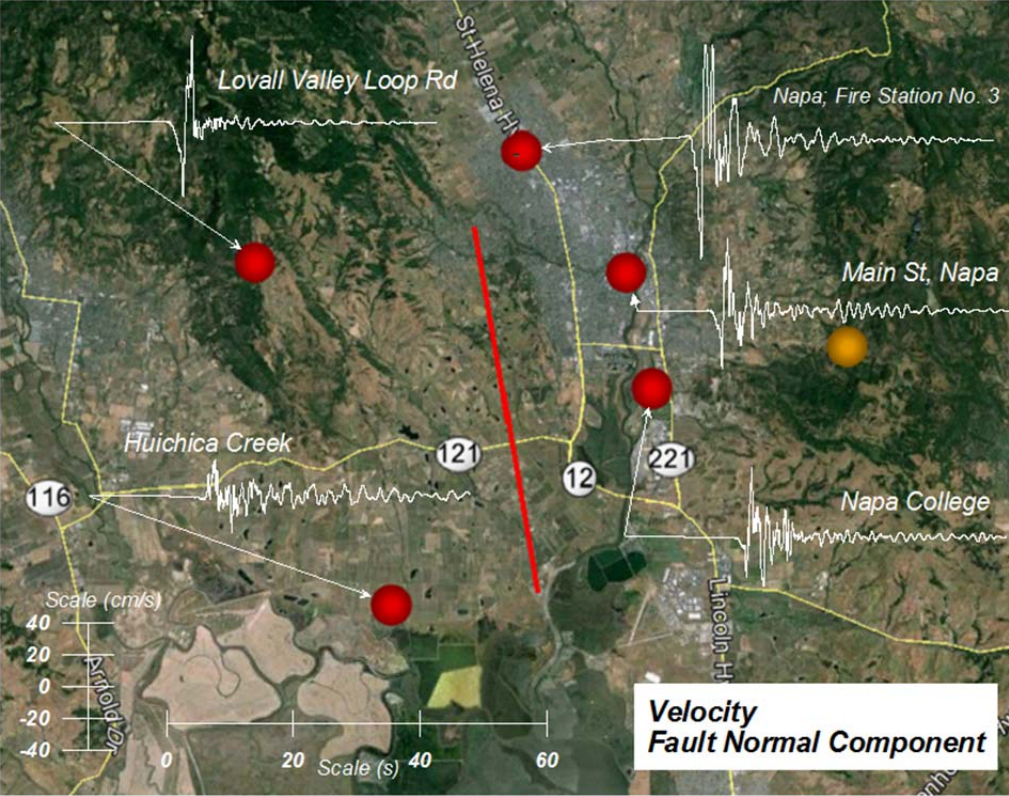 St Helena H
Lovall Valley Loop Rd
Napa; Fire Station No. 3
Main St, Napa
Huichica Creek
121
116
12
221
Napa College
Scale (cm/s)
40
20
0
-20
-40
Arnold Dr
Lincoln H
0
20
40
60
Scale (s)
Velocity
Fault Normal Component